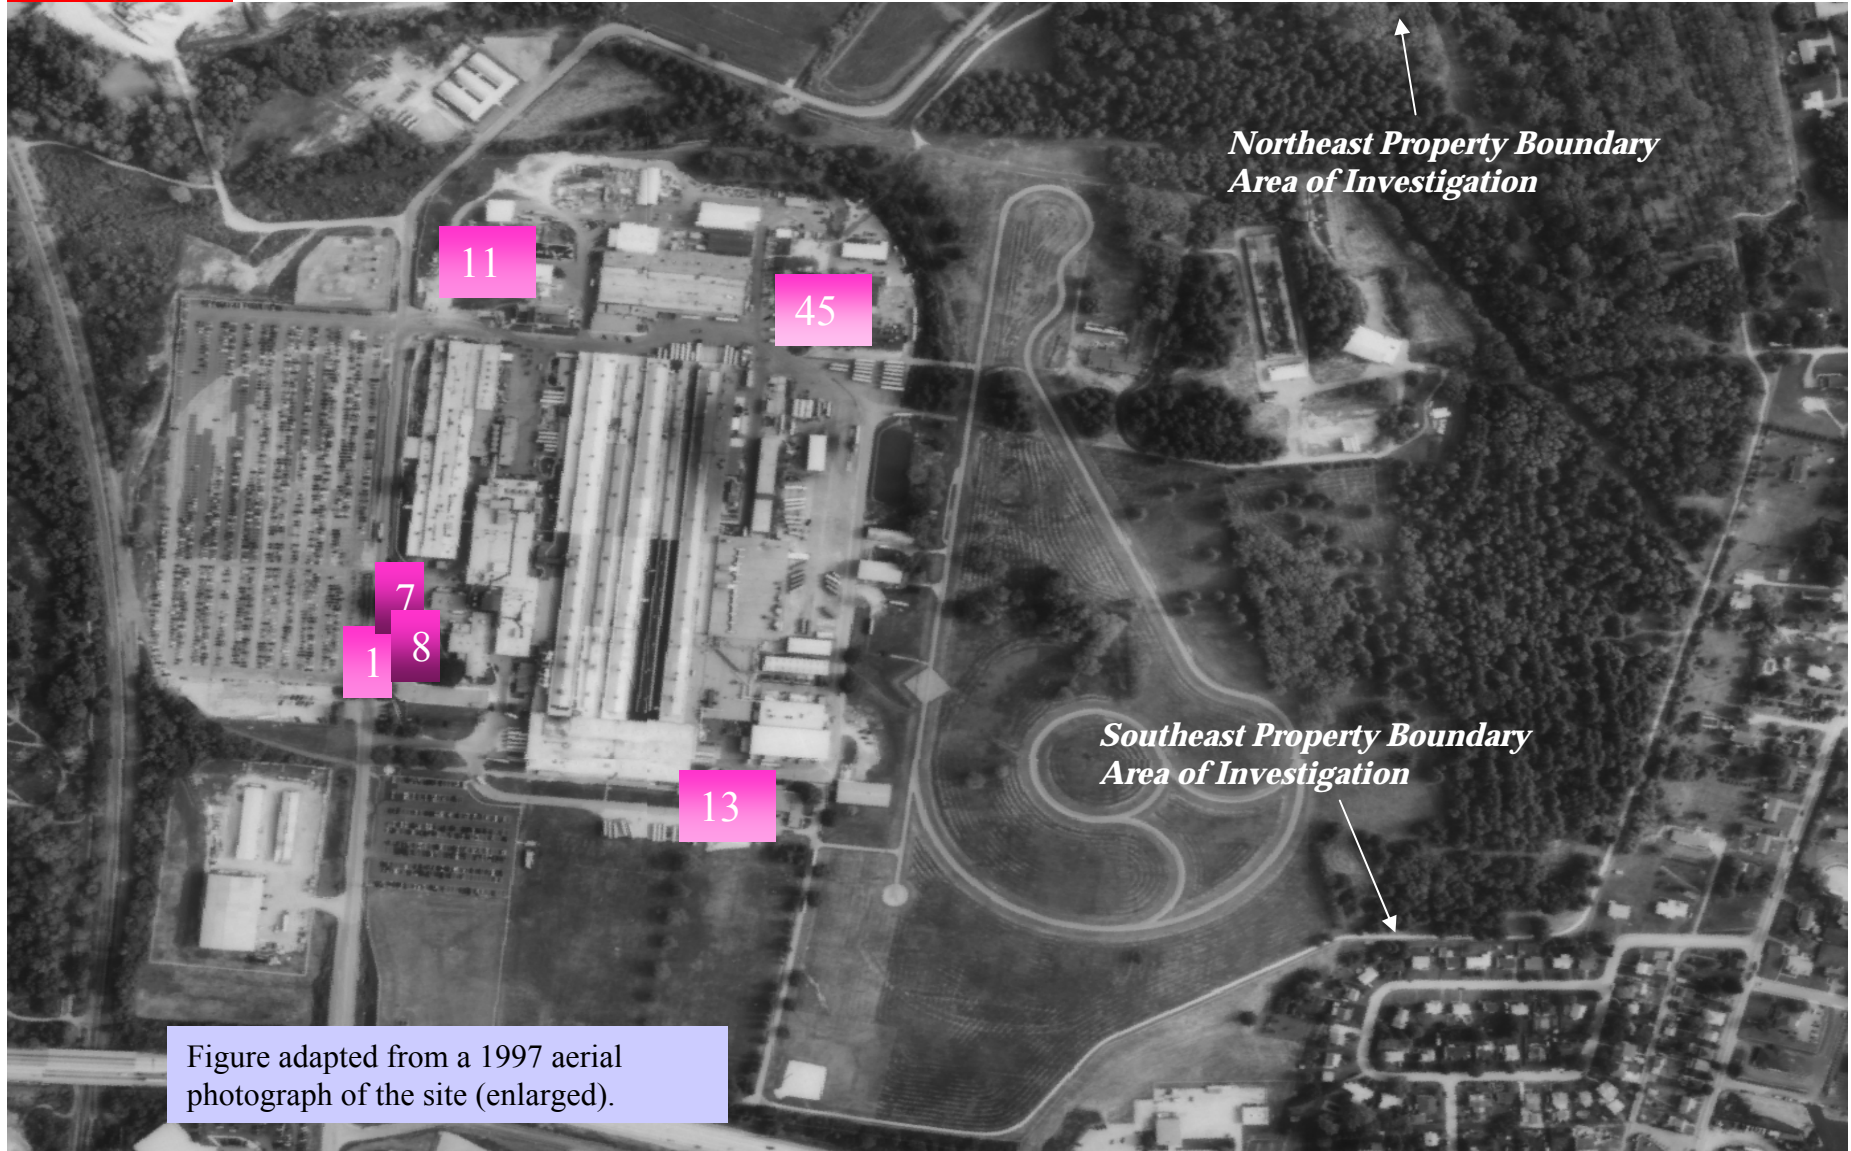 Northeast Property Boundary
Area of Investigation
11
45
7
8
1
Southeast Property Boundary
Area of Investigation
13
Figure adapted from a 1997 aerial
photograph of the site (enlarged).